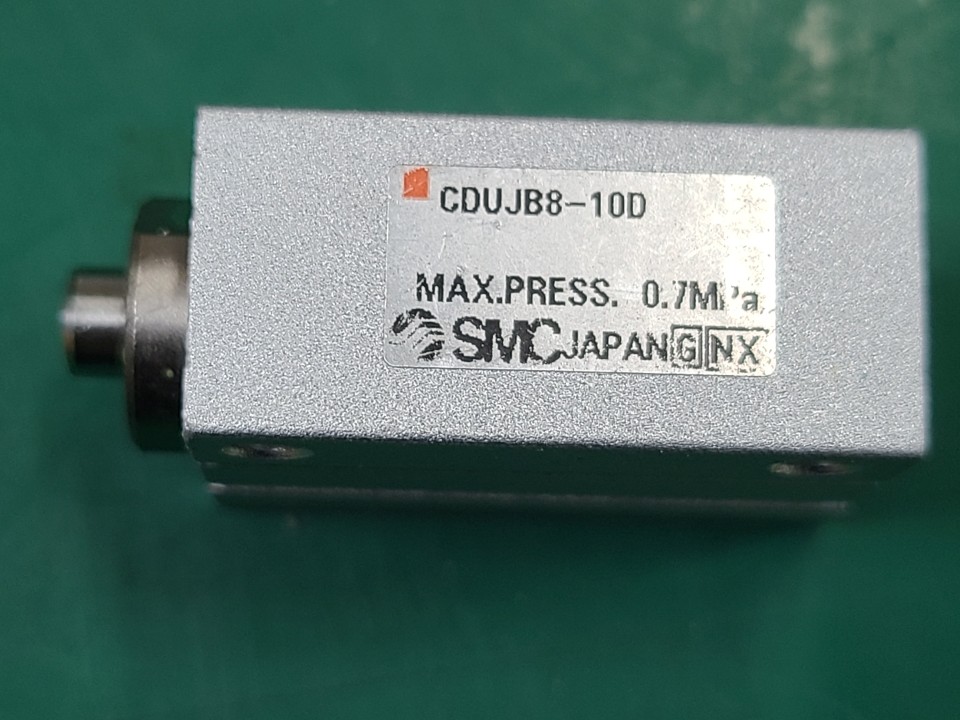 CDUJB8-10D
MAX.PRESS. 0.7MPa
SMC JAPAN G NX